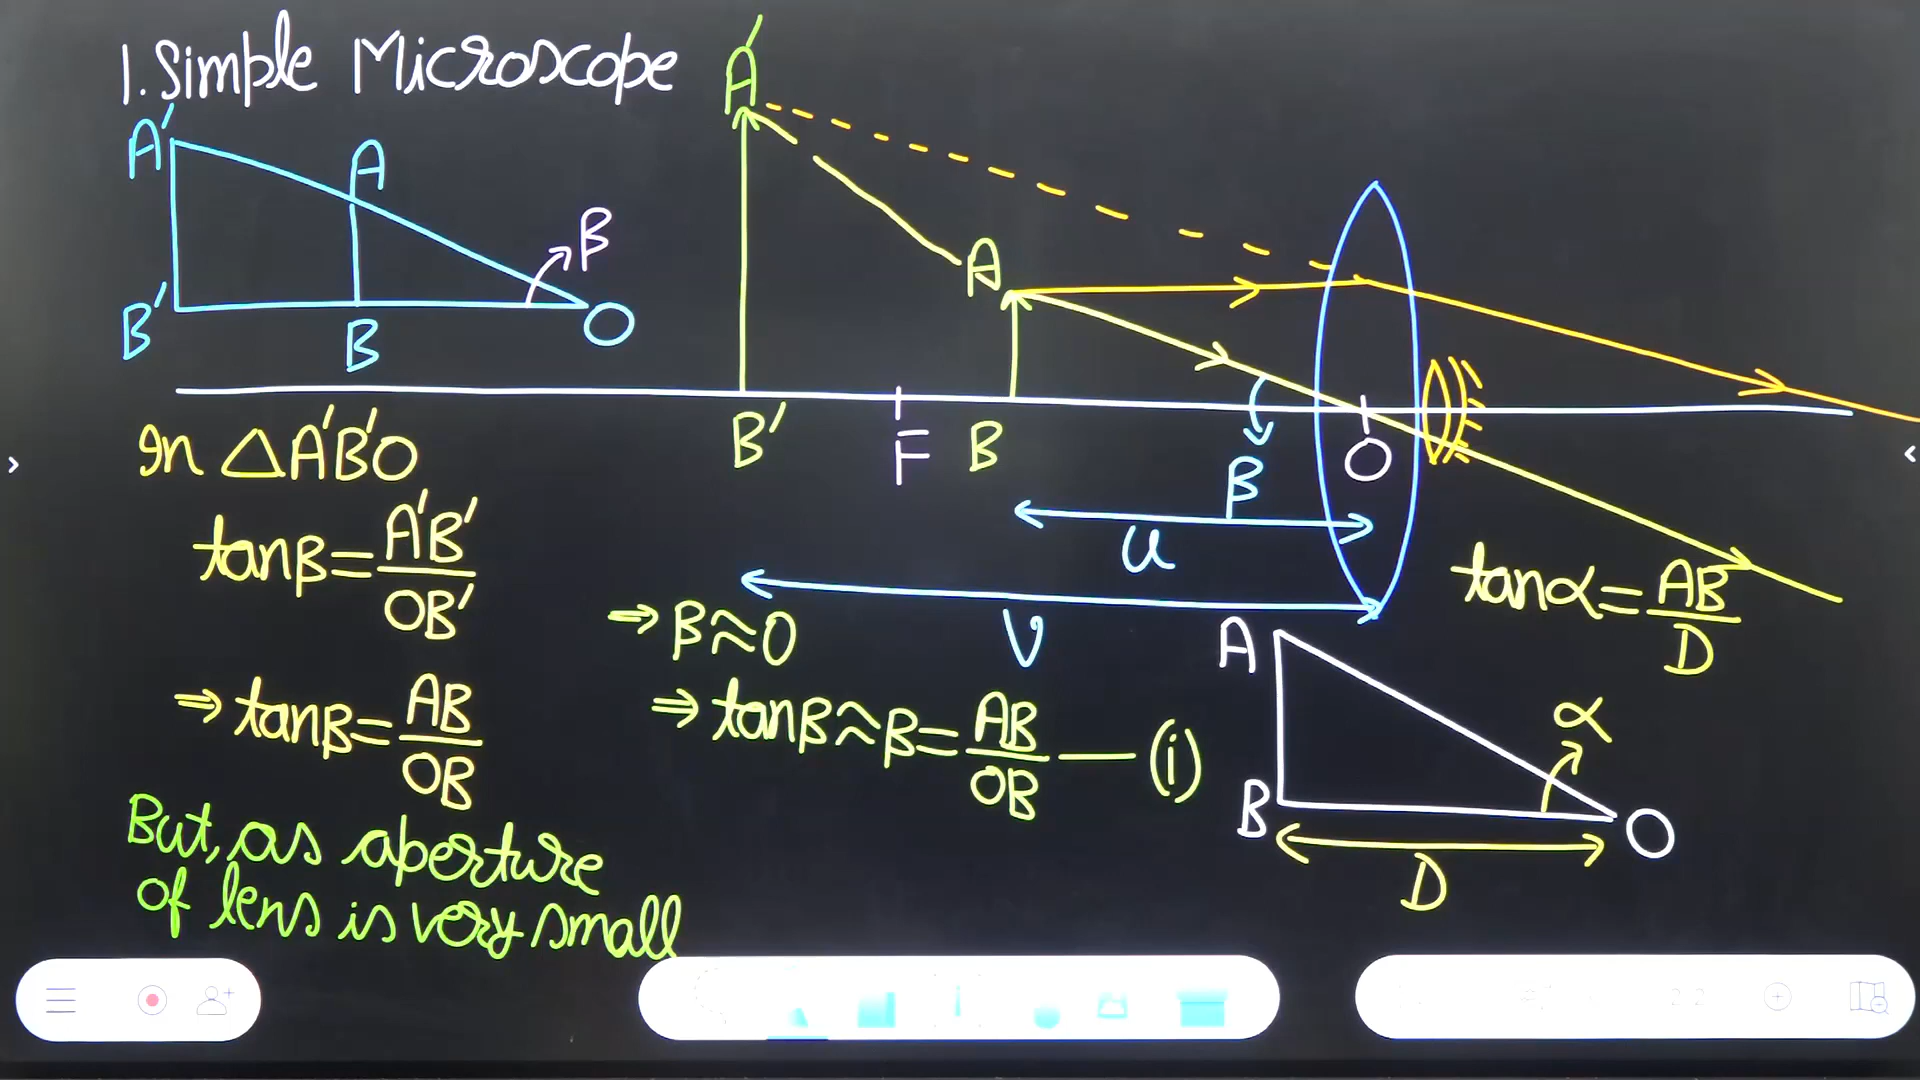 1. Simple Microscope
A'
A'
A
β
B'
B
O
A
B'
F
B
β
O
u
v
In △A'B'O
tanβ = A'B'/OB'
⇒ tanβ = AB/OB
But, as aperture
of lens is very small
⇒ β ≈ 0
⇒ tanβ ≈ β = AB/OB — (i)
tanα = AB/D
A
α
B
O
D